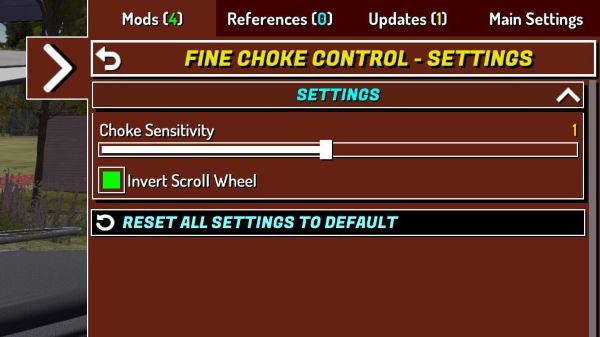 Mods (4) References (0) Updates (1) Main Settings
FINE CHOKE CONTROL - SETTINGS
SETTINGS
Choke Sensitivity 1
Invert Scroll Wheel
RESET ALL SETTINGS TO DEFAULT